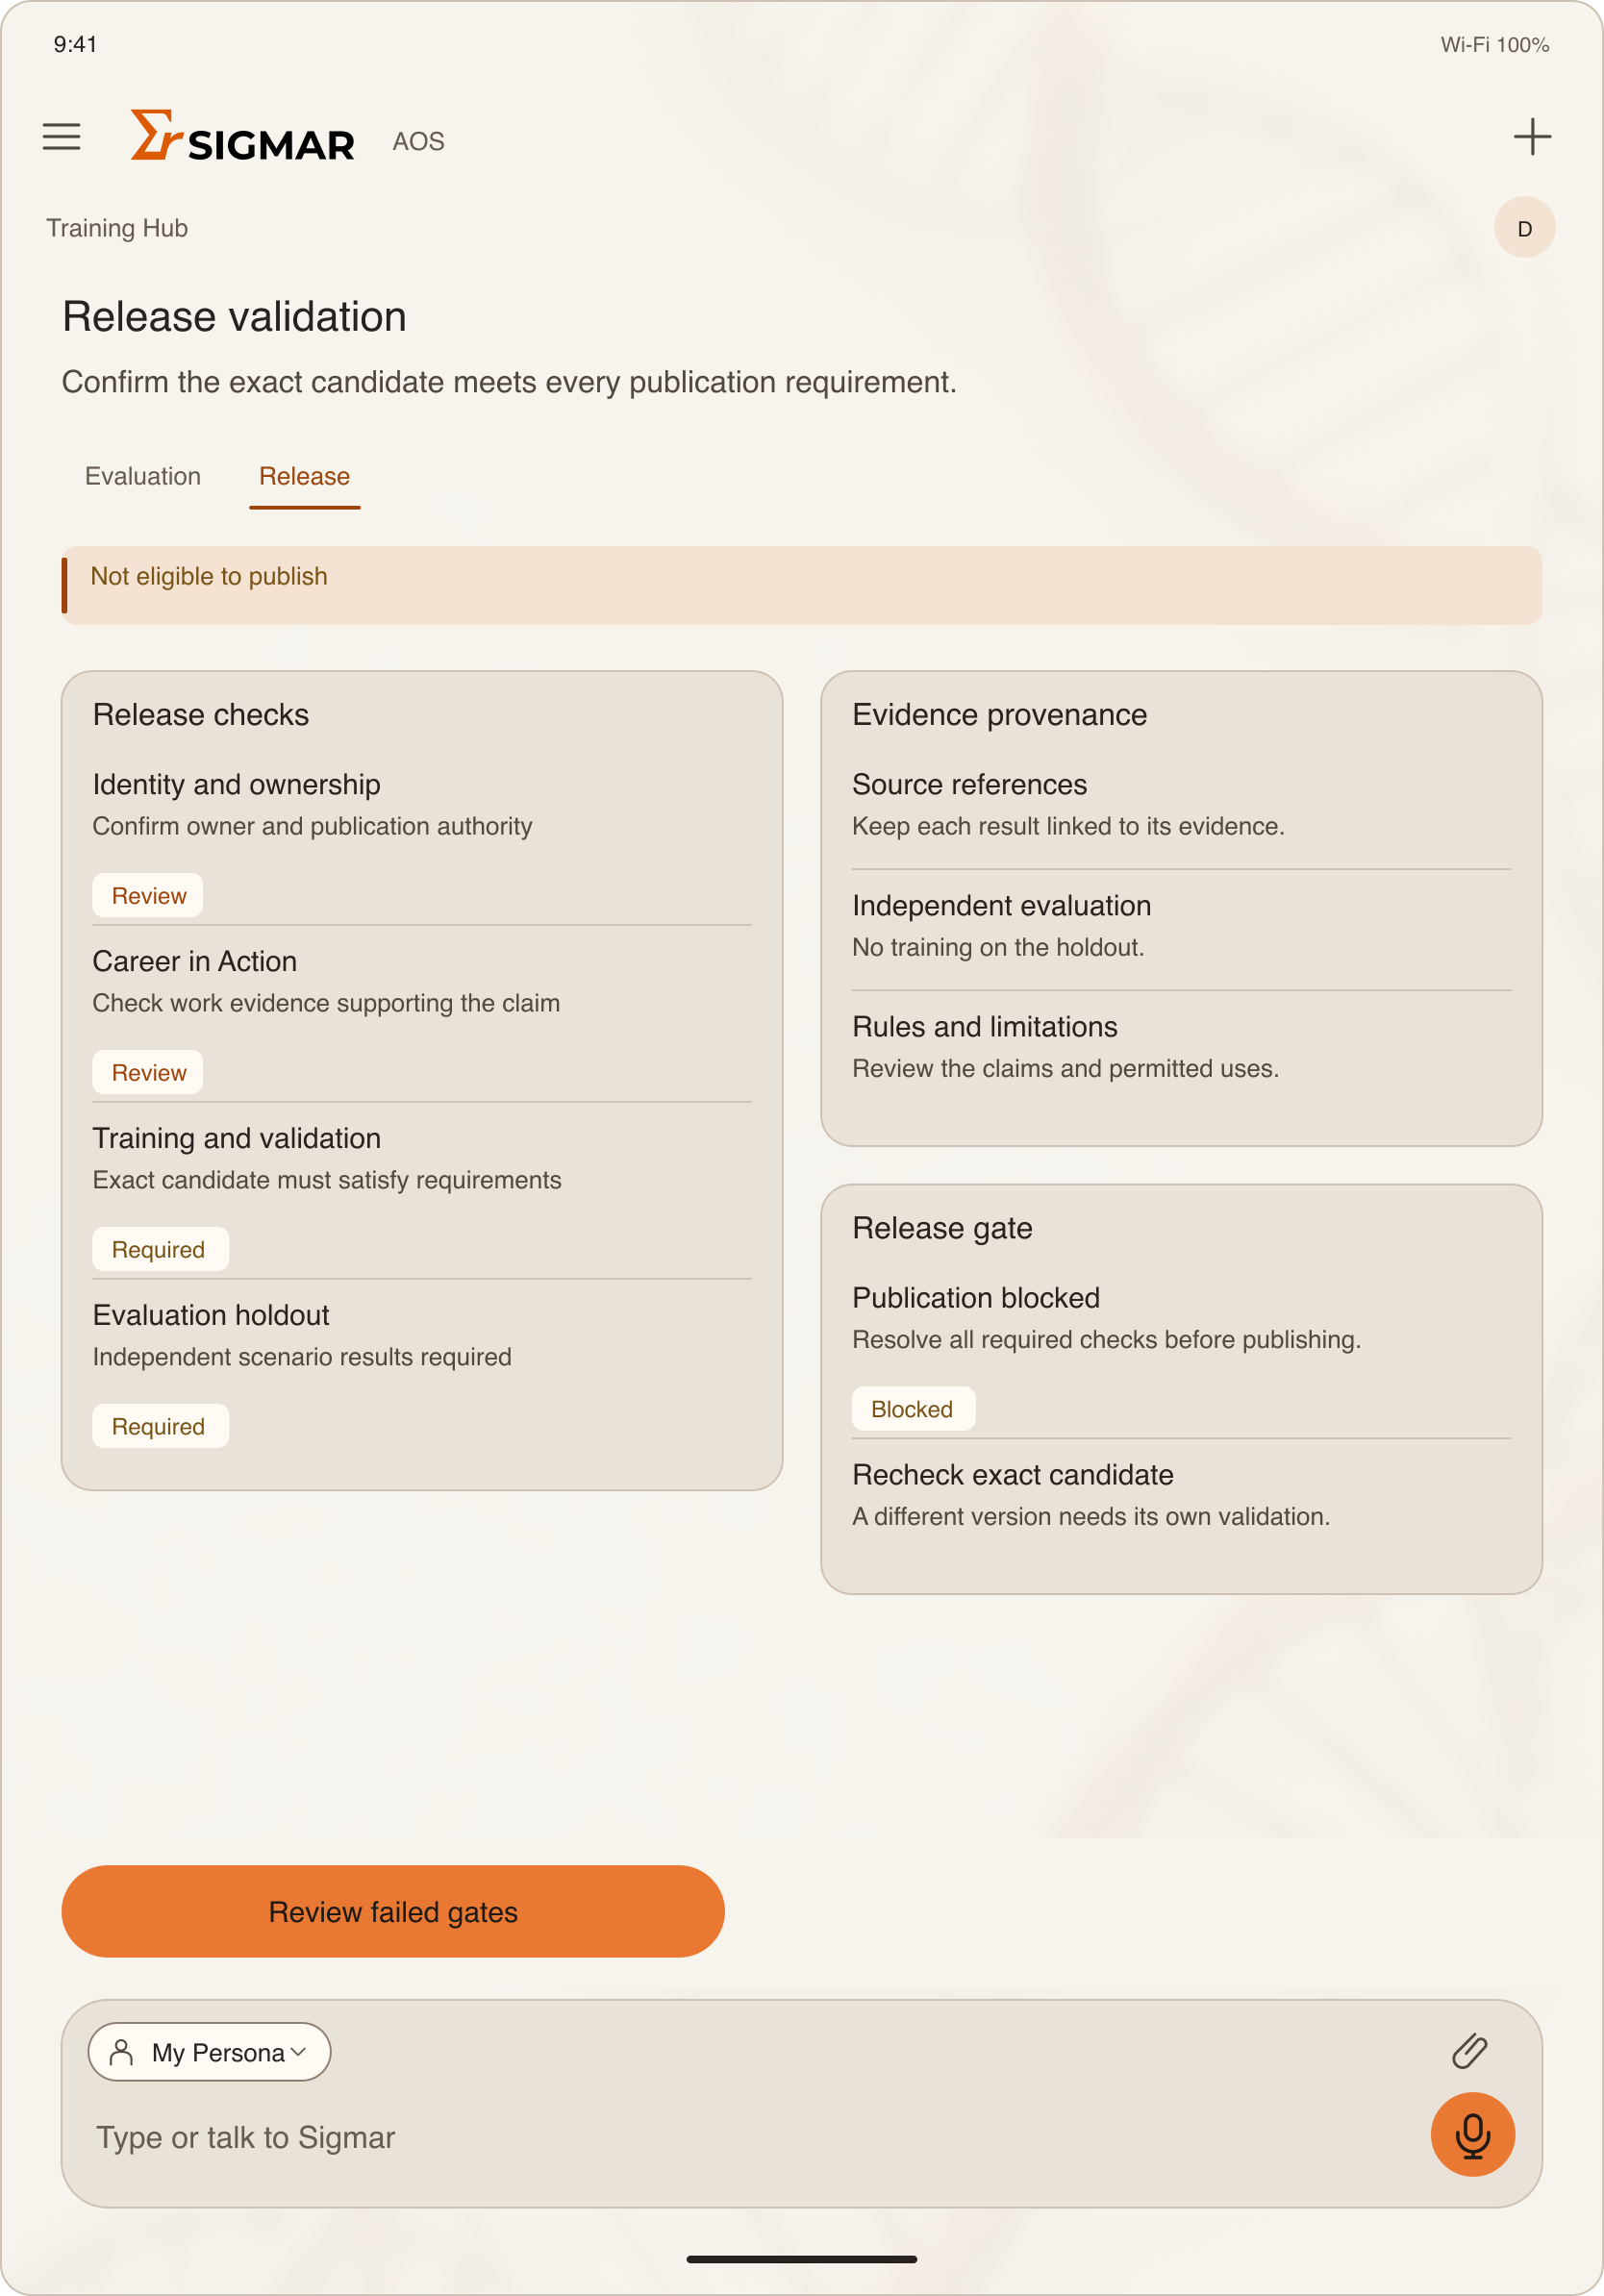 9:41
Wi-Fi 100%
Σr SIGMAR AOS
Training Hub
D
Release validation
Confirm the exact candidate meets every publication requirement.
Evaluation
Release
Not eligible to publish
Release checks
Identity and ownership
Confirm owner and publication authority
Review
Career in Action
Check work evidence supporting the claim
Review
Training and validation
Exact candidate must satisfy requirements
Required
Evaluation holdout
Independent scenario results required
Required
Evidence provenance
Source references
Keep each result linked to its evidence.
Independent evaluation
No training on the holdout.
Rules and limitations
Review the claims and permitted uses.
Release gate
Publication blocked
Resolve all required checks before publishing.
Blocked
Recheck exact candidate
A different version needs its own validation.
Review failed gates
My Persona
Type or talk to Sigmar